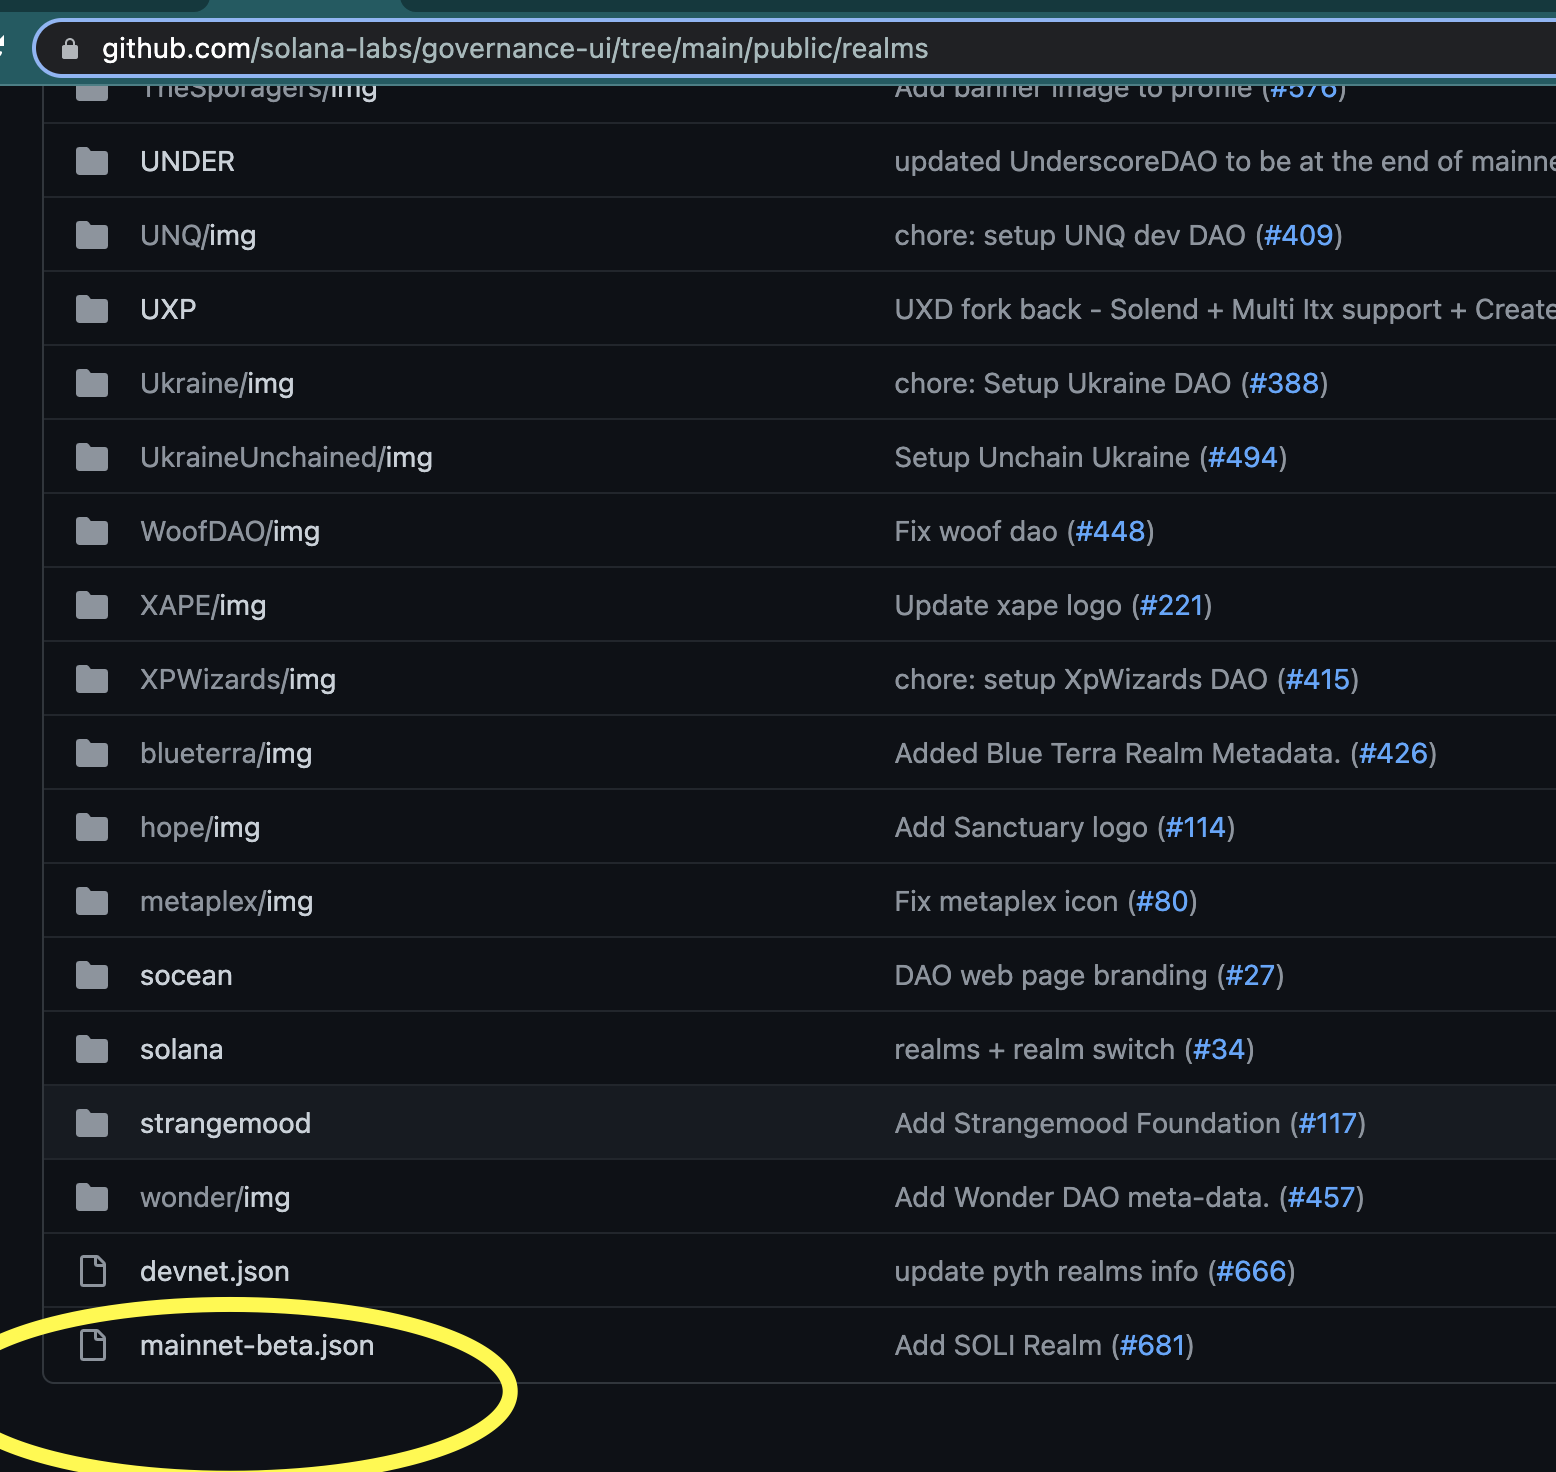 github.com/solana-labs/governance-ui/tree/main/public/realms
TheSporagers/img Add banner image to profile (#576)
UNDER updated UnderscoreDAO to be at the end of mainne
UNQ/img chore: setup UNQ dev DAO (#409)
UXP UXD fork back - Solend + Multi Itx support + Create
Ukraine/img chore: Setup Ukraine DAO (#388)
UkraineUnchained/img Setup Unchain Ukraine (#494)
WoofDAO/img Fix woof dao (#448)
XAPE/img Update xape logo (#221)
XPWizards/img chore: setup XpWizards DAO (#415)
blueterra/img Added Blue Terra Realm Metadata. (#426)
hope/img Add Sanctuary logo (#114)
metaplex/img Fix metaplex icon (#80)
socean DAO web page branding (#27)
solana realms + realm switch (#34)
strangemood Add Strangemood Foundation (#117)
wonder/img Add Wonder DAO meta-data. (#457)
devnet.json update pyth realms info (#666)
mainnet-beta.json Add SOLI Realm (#681)